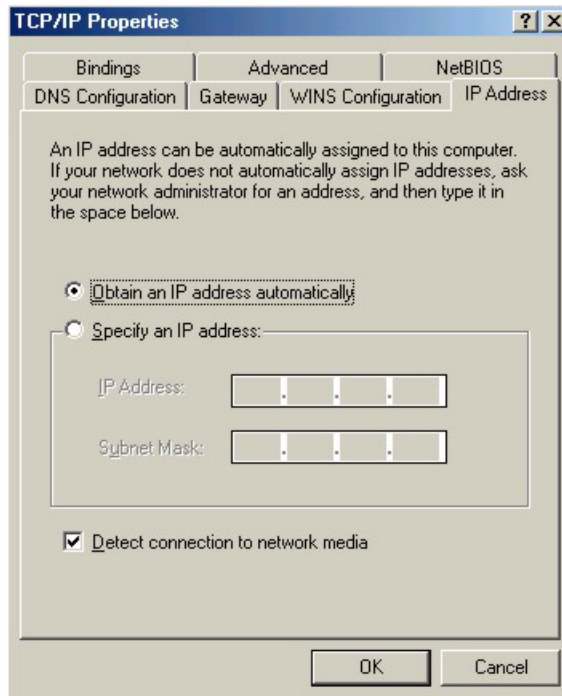 TCP/IP Properties
Bindings
Advanced
NetBIOS
DNS Configuration
Gateway
WINS Configuration
IP Address
An IP address can be automatically assigned to this computer.
If your network does not automatically assign IP addresses, ask
your network administrator for an address, and then type it in
the space below.
Obtain an IP address automatically
Specify an IP address:
IP Address:
Subnet Mask:
Detect connection to network media
OK
Cancel